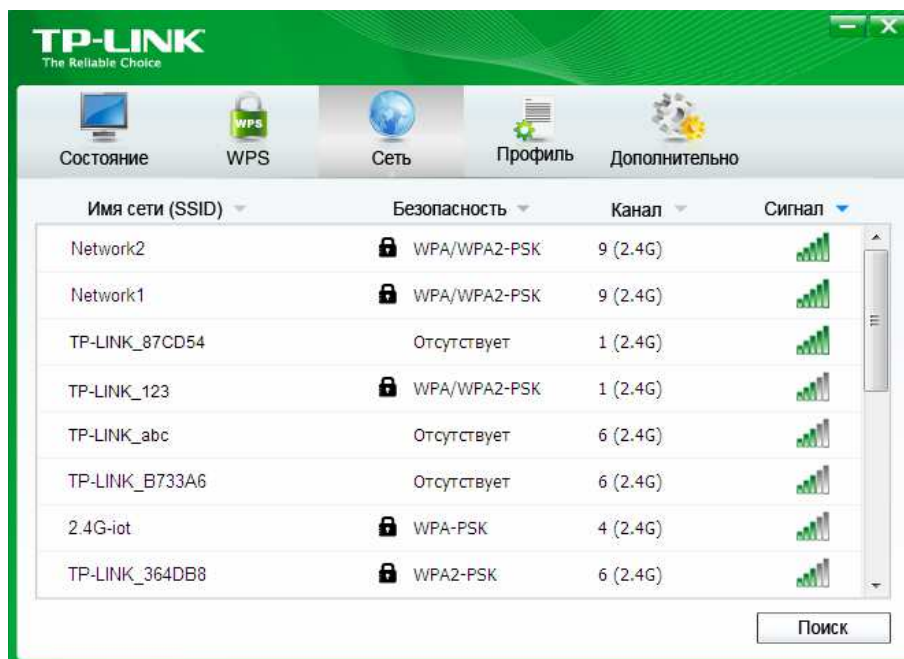 TP-LINK
The Reliable Choice
WPS
Состояние WPS Сеть Профиль Дополнительно
Имя сети (SSID) Безопасность Канал Сигнал
Network2 WPA/WPA2-PSK 9 (2.4G)
Network1 WPA/WPA2-PSK 9 (2.4G)
TP-LINK_87CD54 Отсутствует 1 (2.4G)
TP-LINK_123 WPA/WPA2-PSK 1 (2.4G)
TP-LINK_abc Отсутствует 6 (2.4G)
TP-LINK_B733A6 Отсутствует 6 (2.4G)
2.4G-iot WPA-PSK 4 (2.4G)
TP-LINK_364DB8 WPA2-PSK 6 (2.4G)
Поиск